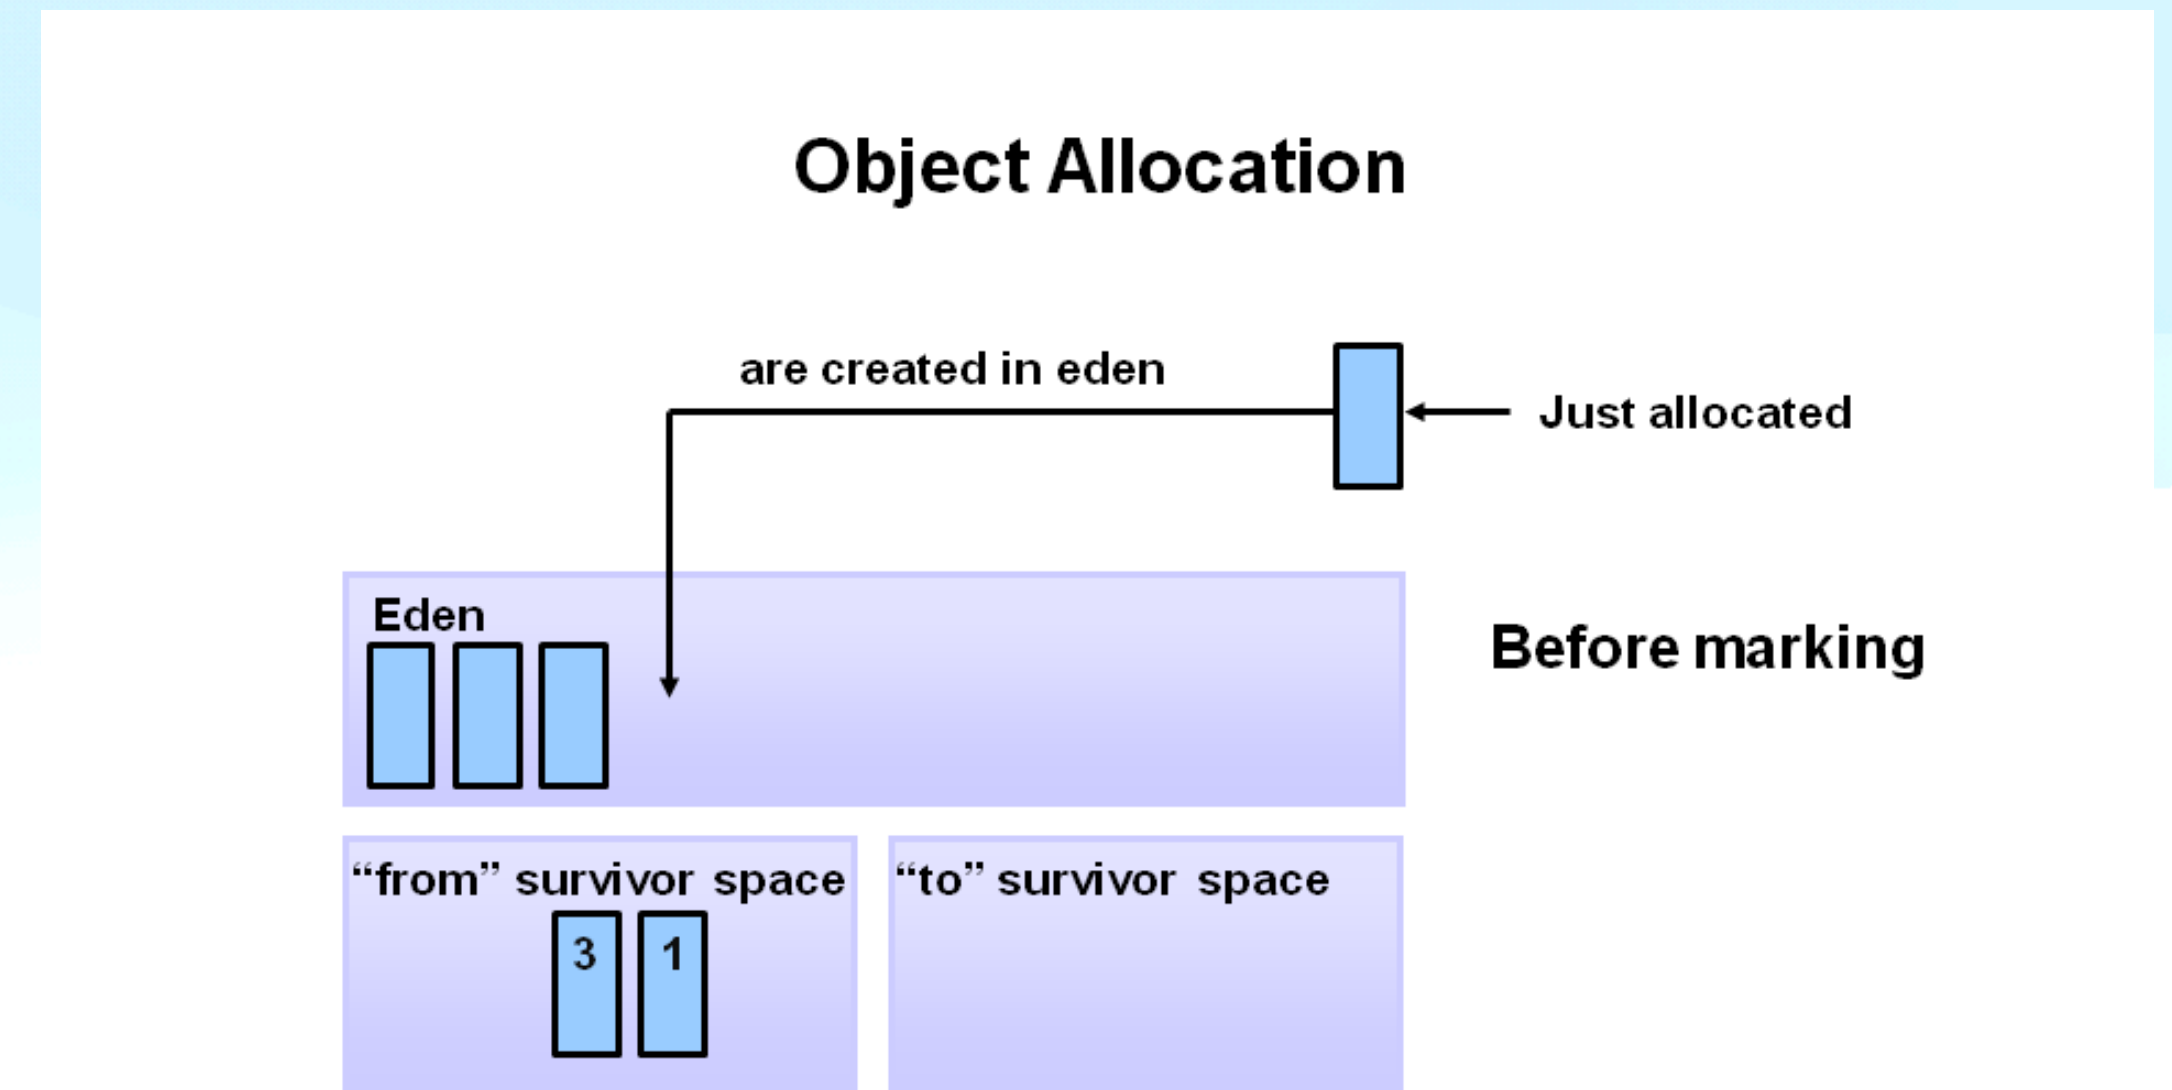 Object Allocation
are created in eden
Just allocated
Eden
Before marking
“from” survivor space
“to” survivor space
3 1